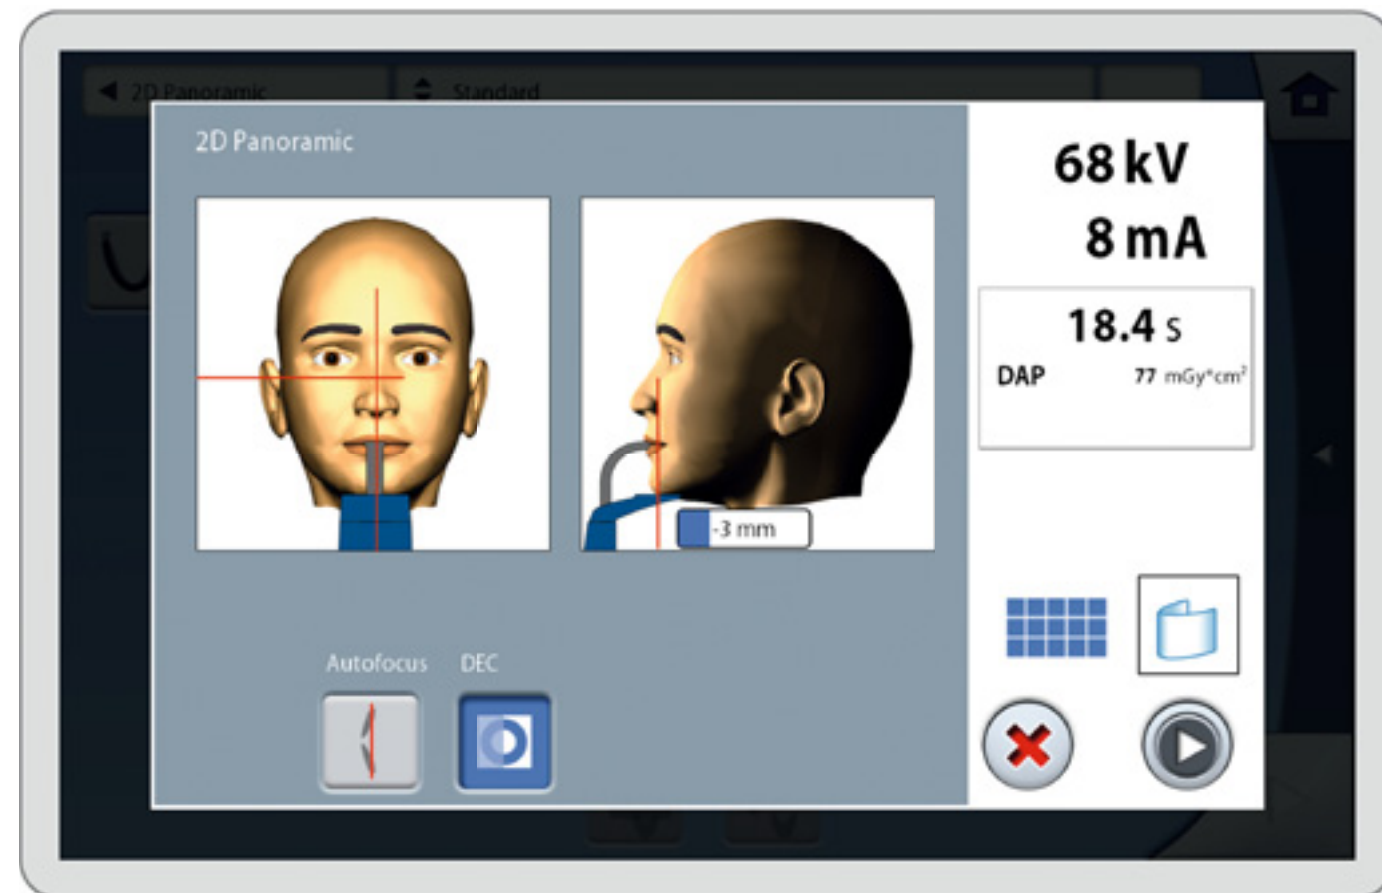 2D Panoramic
Standard
2D Panoramic
68 kV
8 mA
18.4 s
DAP 77 mGy*cm²
-3 mm
Autofocus DEC